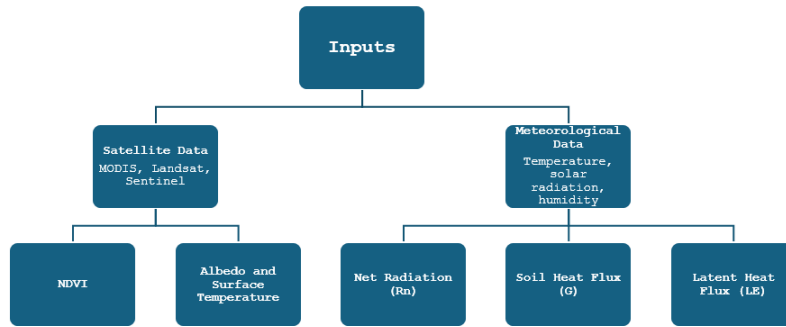 Inputs
Satellite Data
MODIS, Landsat,
Sentinel
Meteorological
Data
Temperature,
solar
radiation,
humidity
NDVI
Albedo and
Surface
Temperature
Net Radiation
(Rn)
Soil Heat Flux
(G)
Latent Heat
Flux (LE)